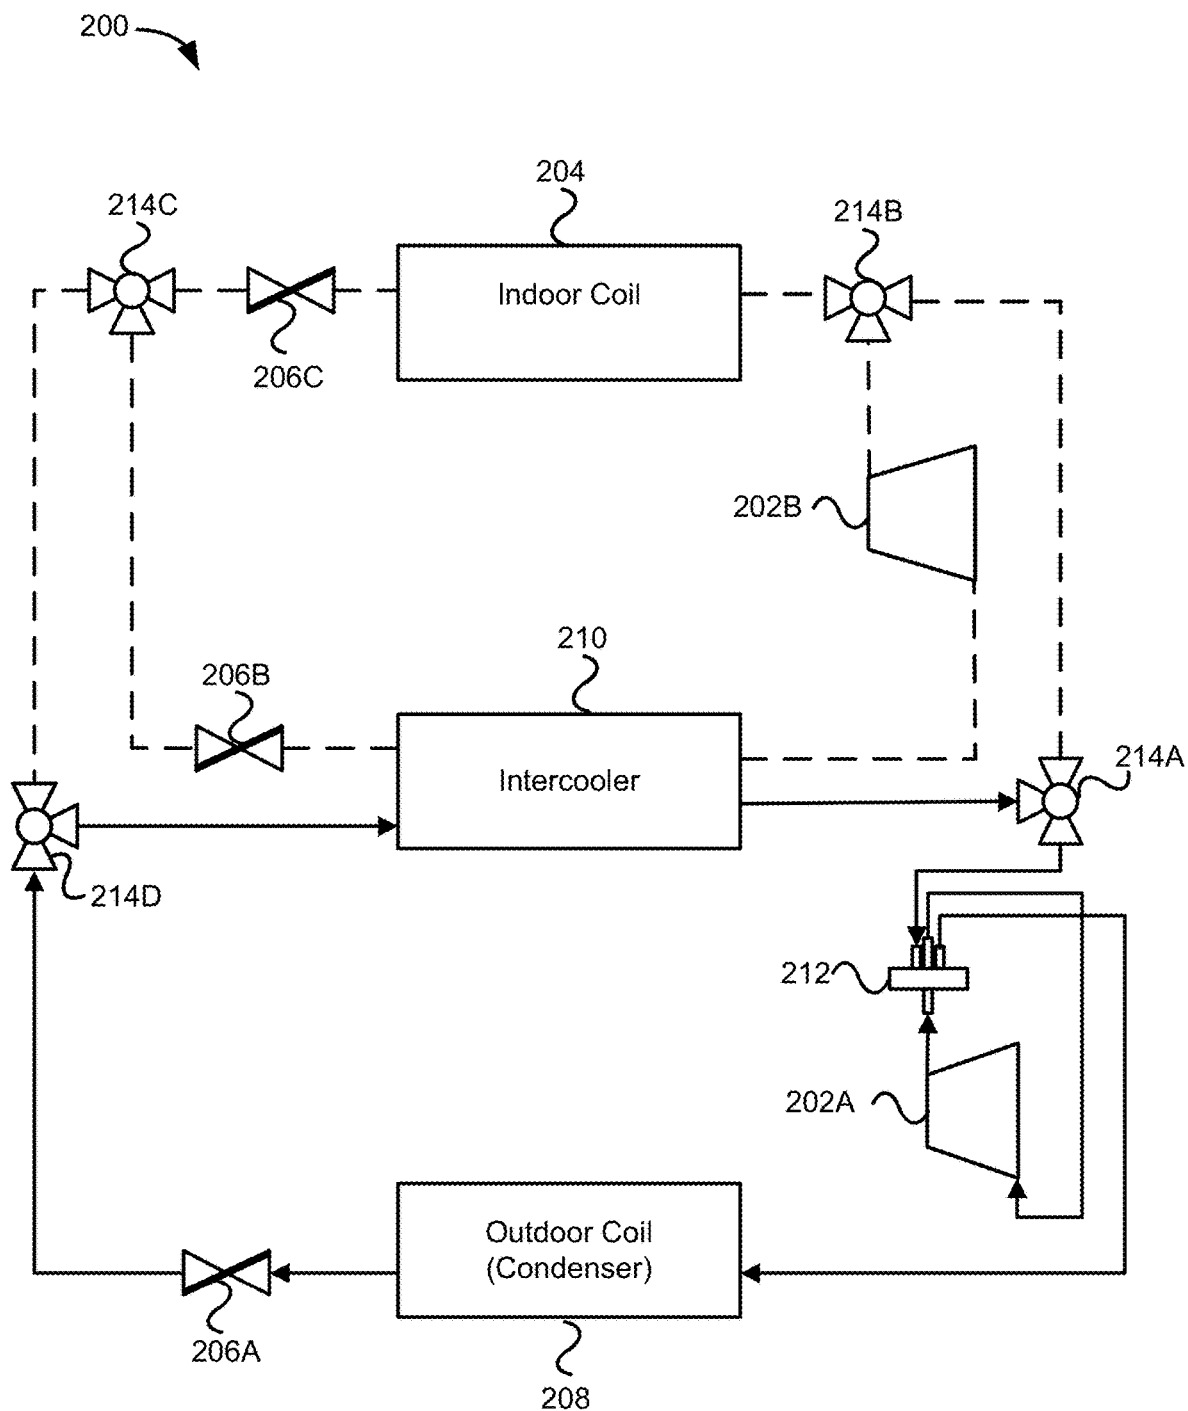 200
204
214C
214B
Indoor Coil
206C
202B
210
206B
214A
Intercooler
214D
212
202A
Outdoor Coil
(Condenser)
206A
208